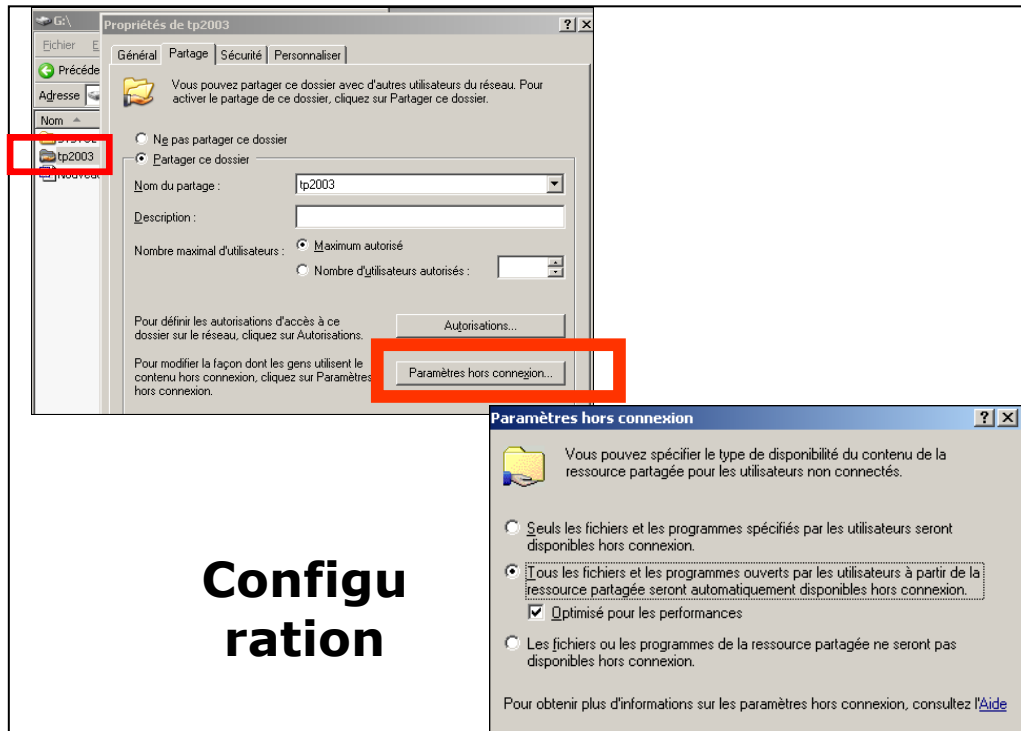 G:\
Propriétés de tp2003
Fichier E
Général Partage Sécurité Personnaliser
Précéde
Vous pouvez partager ce dossier avec d'autres utilisateurs du réseau. Pour
activer le partage de ce dossier, cliquez sur Partager ce dossier.
Adresse
Nom
Ne pas partager ce dossier
tp2003
Partager ce dossier
Nouveau
Nom du partage :
tp2003
Description :
Nombre maximal d'utilisateurs :
Maximum autorisé
Nombre d'utilisateurs autorisés :
Pour définir les autorisations d'accès à ce
dossier sur le réseau, cliquez sur Autorisations.
Autorisations...
Pour modifier la façon dont les gens utilisent le
contenu hors connexion, cliquez sur Paramètres
hors connexion.
Paramètres hors connexion...
Paramètres hors connexion
Vous pouvez spécifier le type de disponibilité du contenu de la
ressource partagée pour les utilisateurs non connectés.
Seuls les fichiers et les programmes spécifiés par les utilisateurs seront
disponibles hors connexion.
Tous les fichiers et les programmes ouverts par les utilisateurs à partir de la
ressource partagée seront automatiquement disponibles hors connexion.
Optimisé pour les performances
Les fichiers ou les programmes de la ressource partagée ne seront pas
disponibles hors connexion.
Pour obtenir plus d'informations sur les paramètres hors connexion, consultez l'Aide
Configu
ration